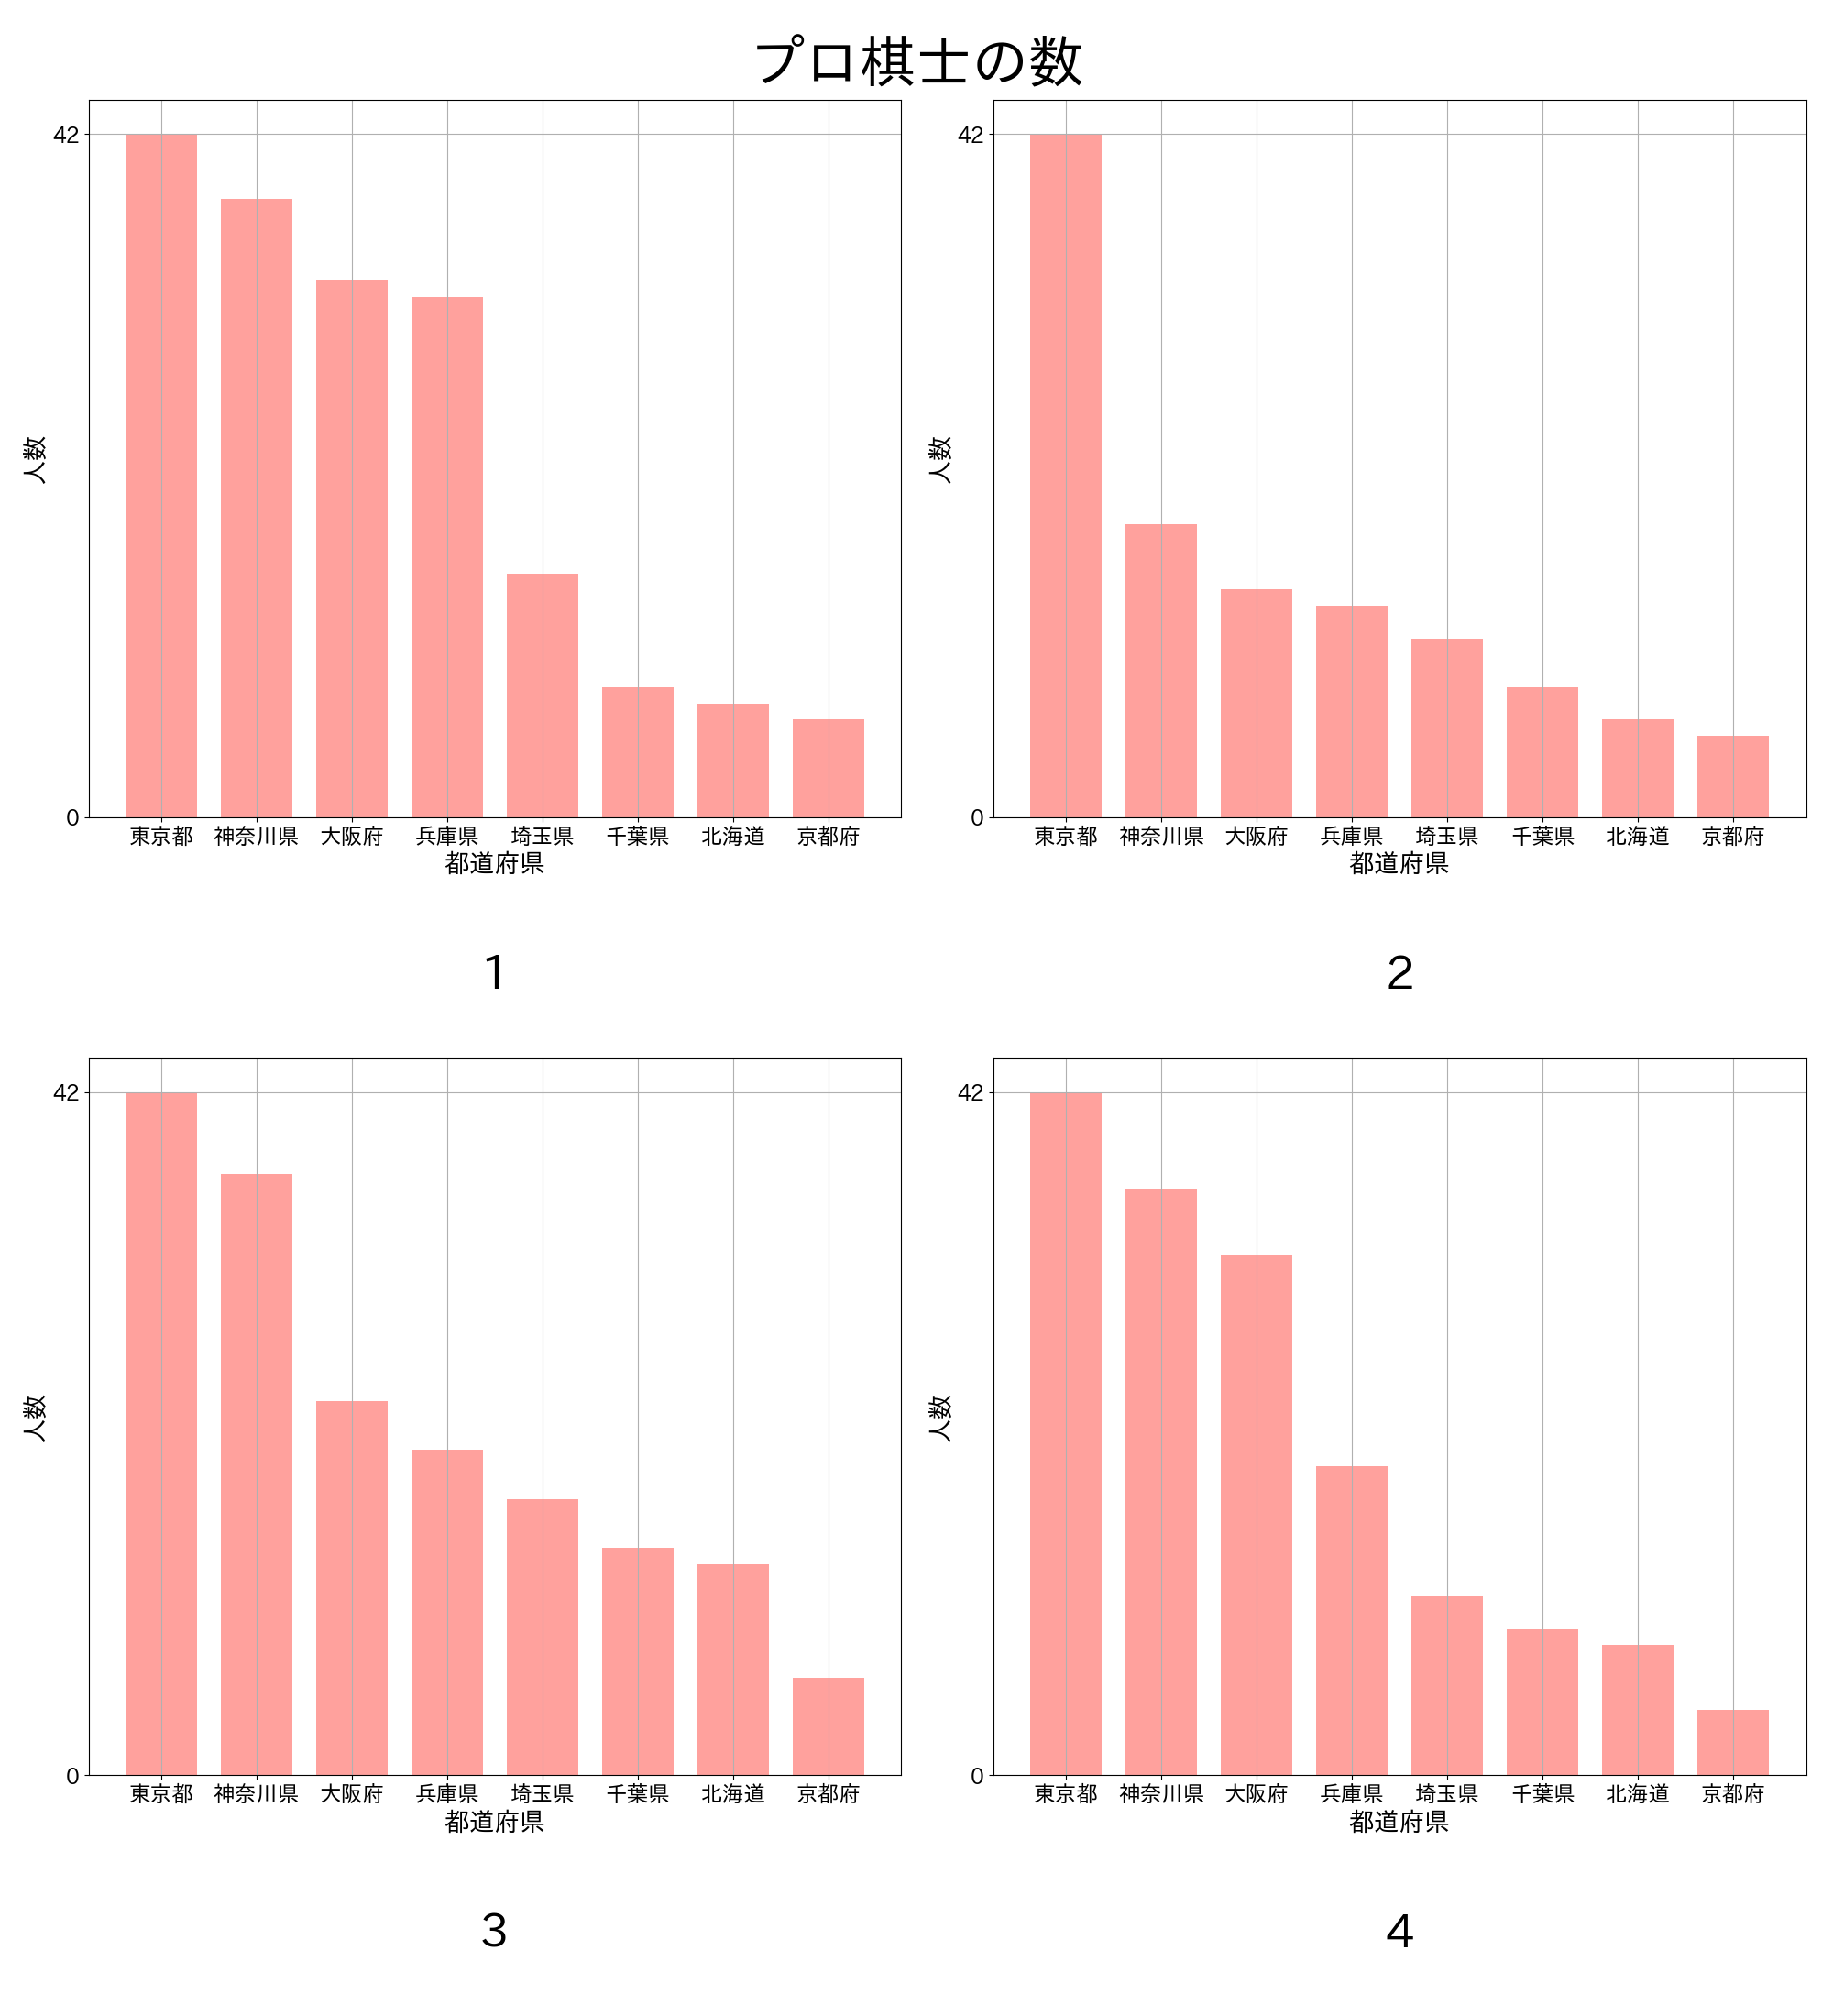 プロ棋士の数
42
人数
0
東京都 神奈川県 大阪府 兵庫県 埼玉県 千葉県 北海道 京都府
都道府県
1
42
人数
0
東京都 神奈川県 大阪府 兵庫県 埼玉県 千葉県 北海道 京都府
都道府県
2
42
人数
0
東京都 神奈川県 大阪府 兵庫県 埼玉県 千葉県 北海道 京都府
都道府県
3
42
人数
0
東京都 神奈川県 大阪府 兵庫県 埼玉県 千葉県 北海道 京都府
都道府県
4